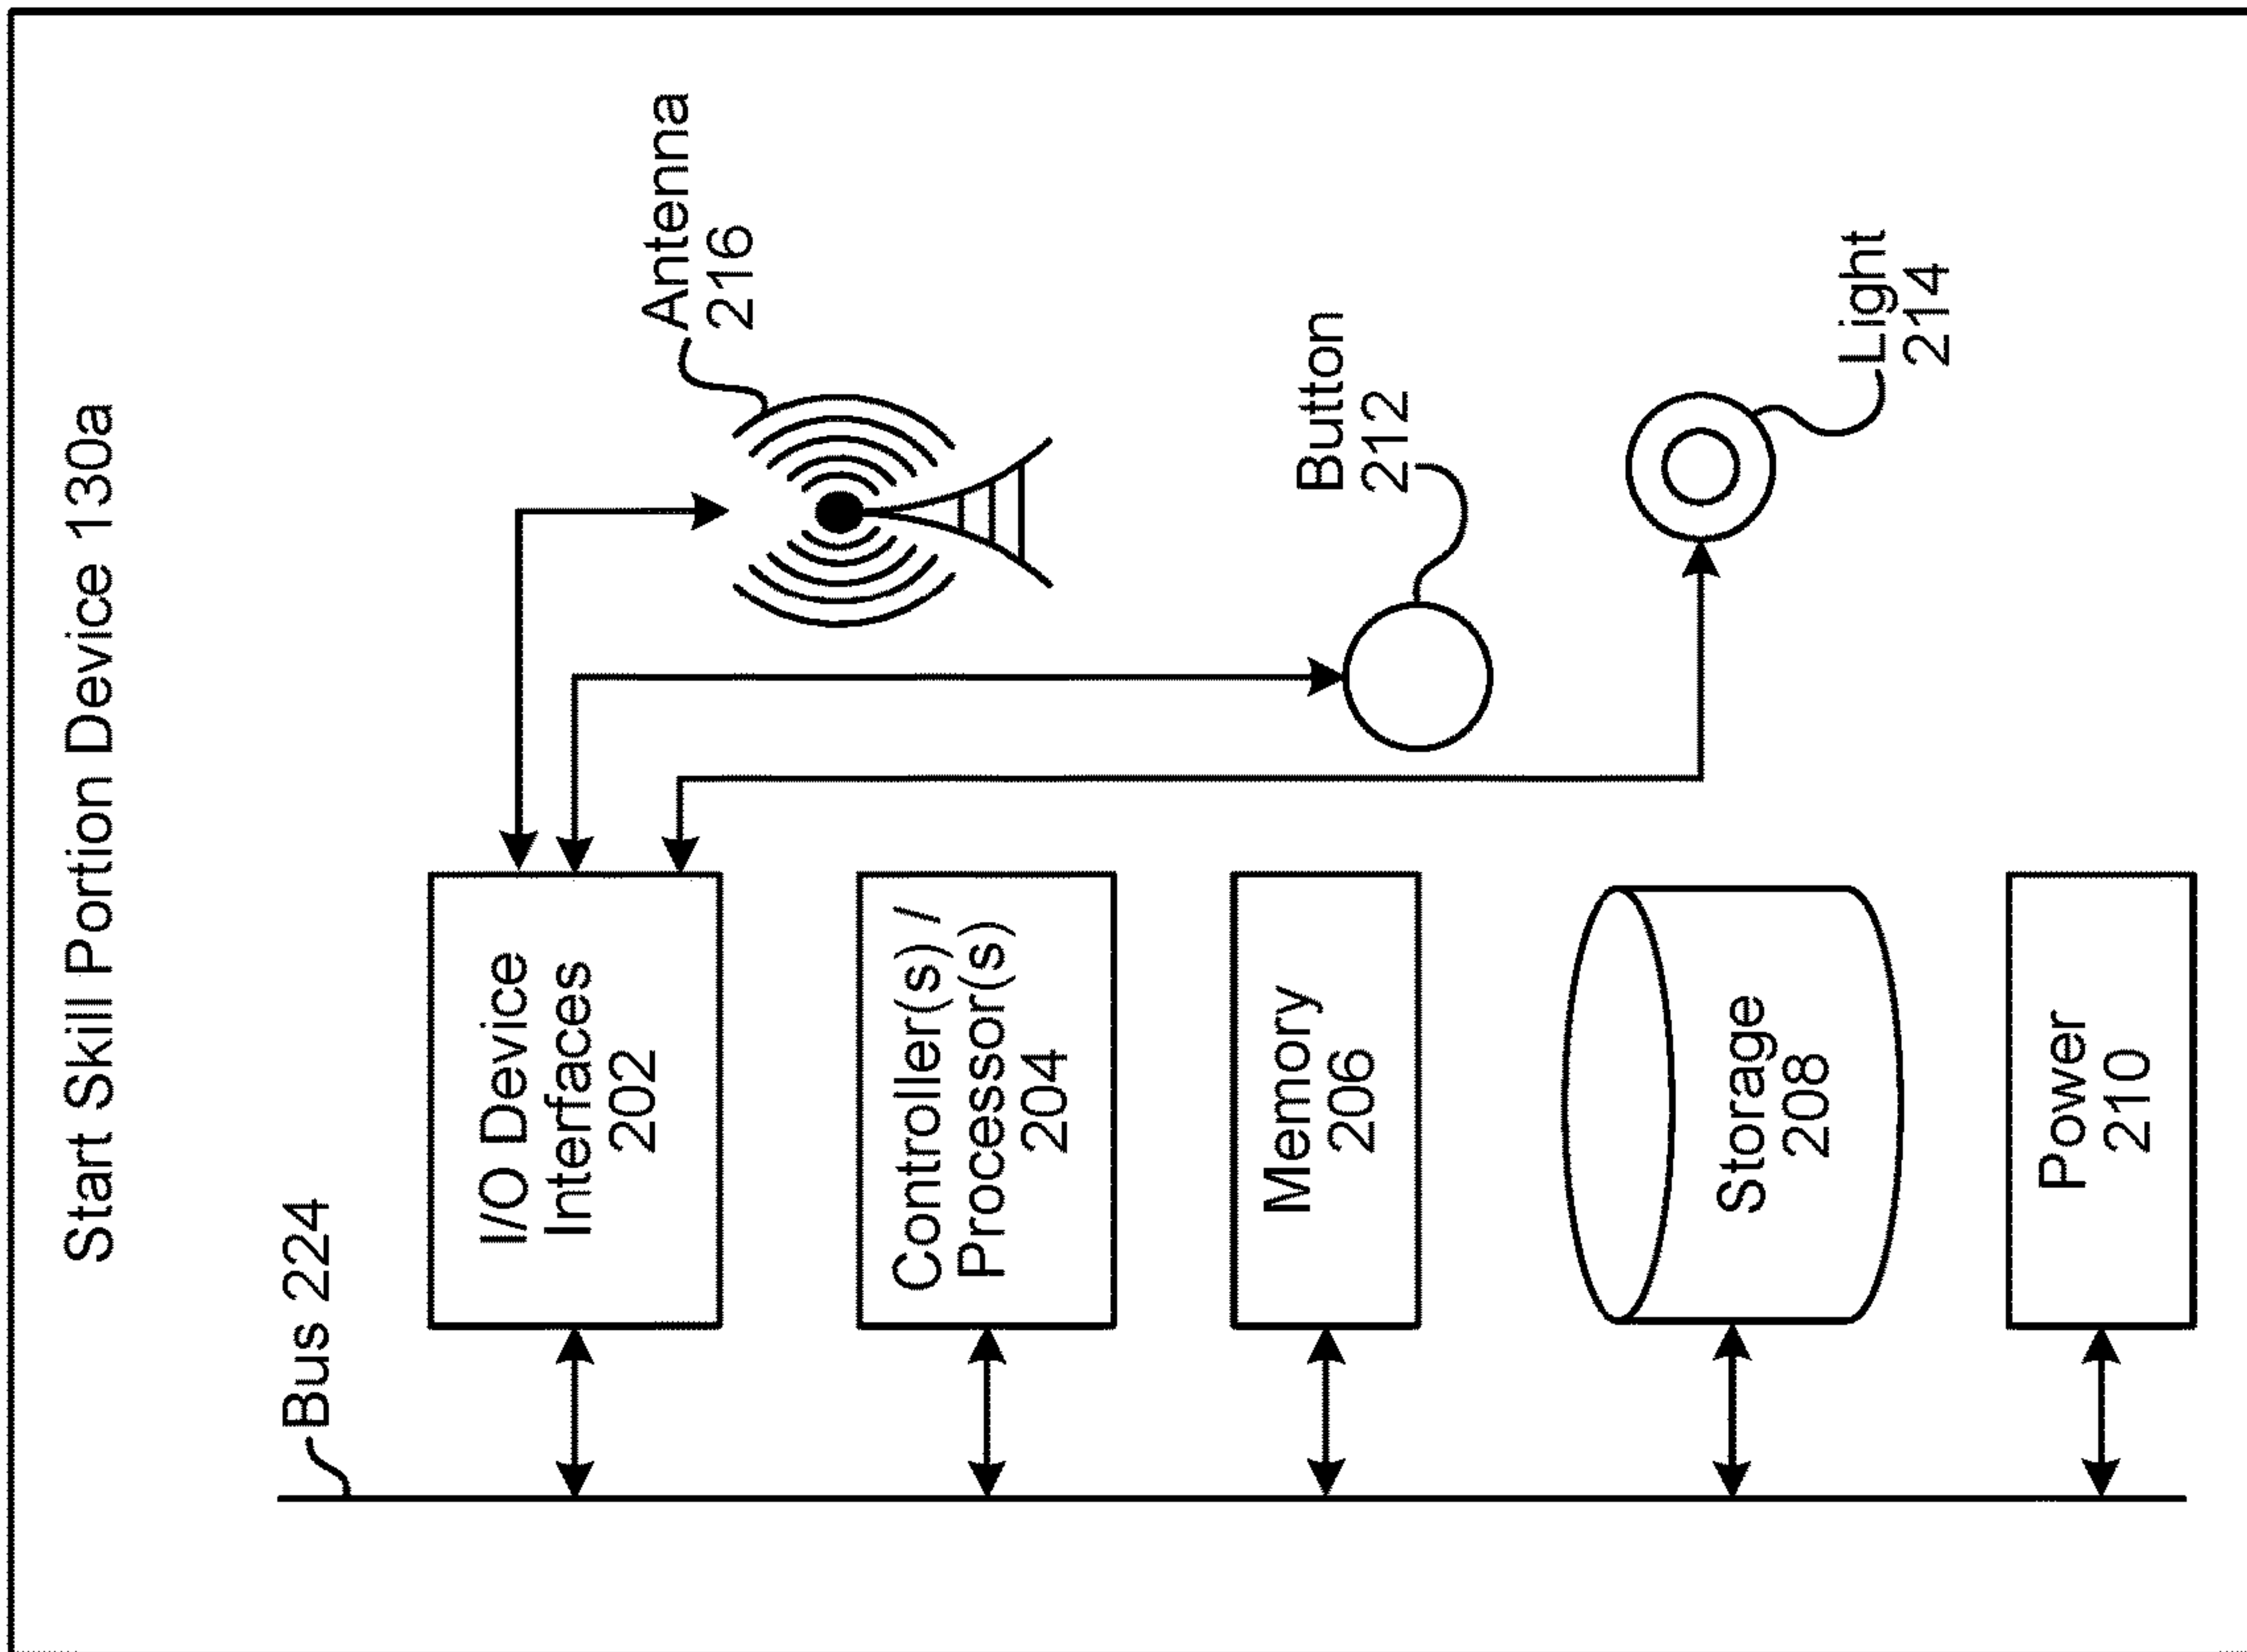 Start Skill Portion Device 130a
Bus 224
I/O Device
Interfaces
202
Antenna
216
Controller(s) /
Processor(s)
204
Memory
206
Button
212
Storage
208
Light
214
Power
210